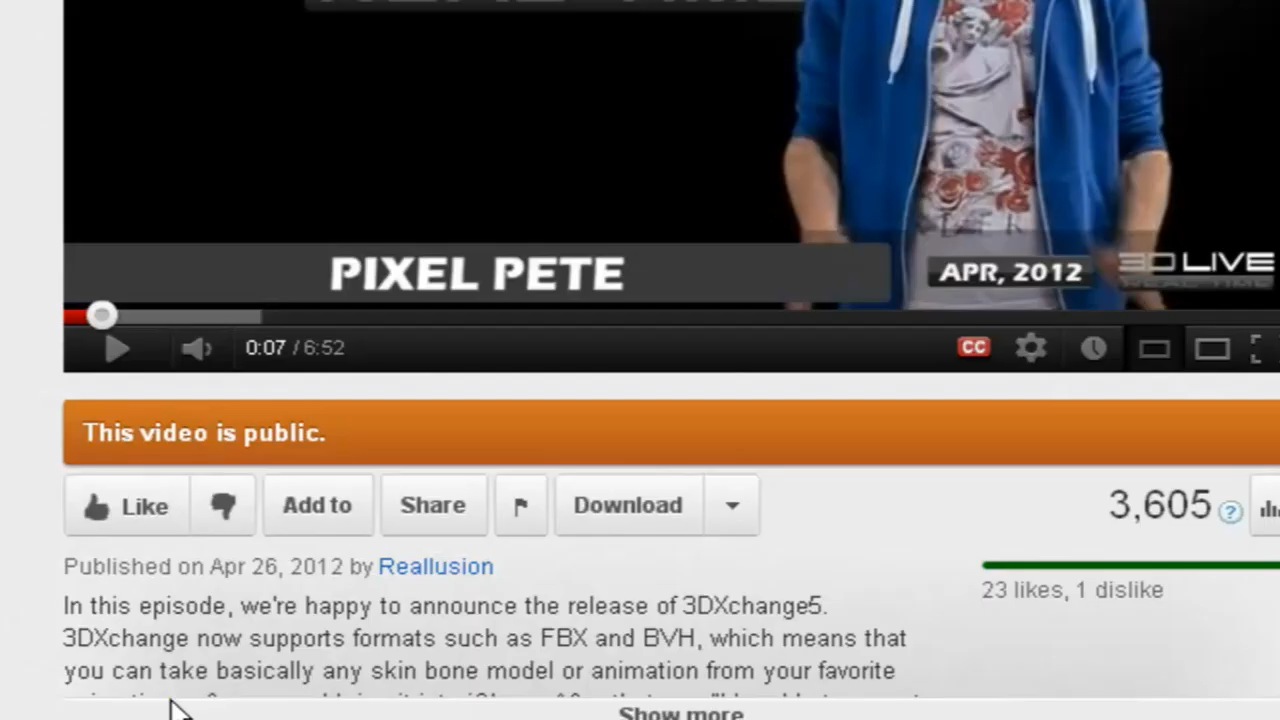 PIXEL PETE
APR, 2012
3D LIVE
0:07 / 6:52
CC
This video is public.
Like
Add to
Share
Download
3,605
?
Published on Apr 26, 2012 by Reallusion
23 likes, 1 dislike
In this episode, we're happy to announce the release of 3DXchange5.
3DXchange now supports formats such as FBX and BVH, which means that
you can take basically any skin bone model or animation from your favorite
Show more